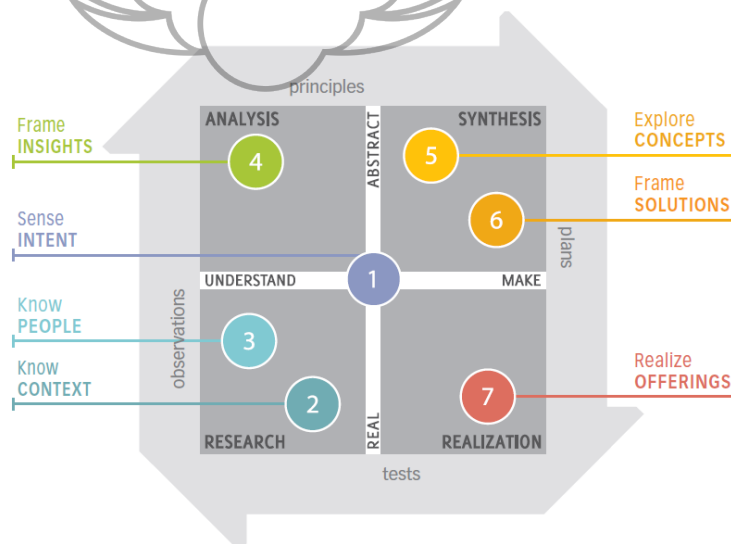 principles
ANALYSIS
SYNTHESIS
ABSTRACT
Frame
INSIGHTS
4
5
Explore
CONCEPTS
6
Frame
SOLUTIONS
Sense
INTENT
1
plans
UNDERSTAND
MAKE
observations
Know
PEOPLE
3
Know
CONTEXT
2
7
Realize
OFFERINGS
REAL
RESEARCH
REALIZATION
tests